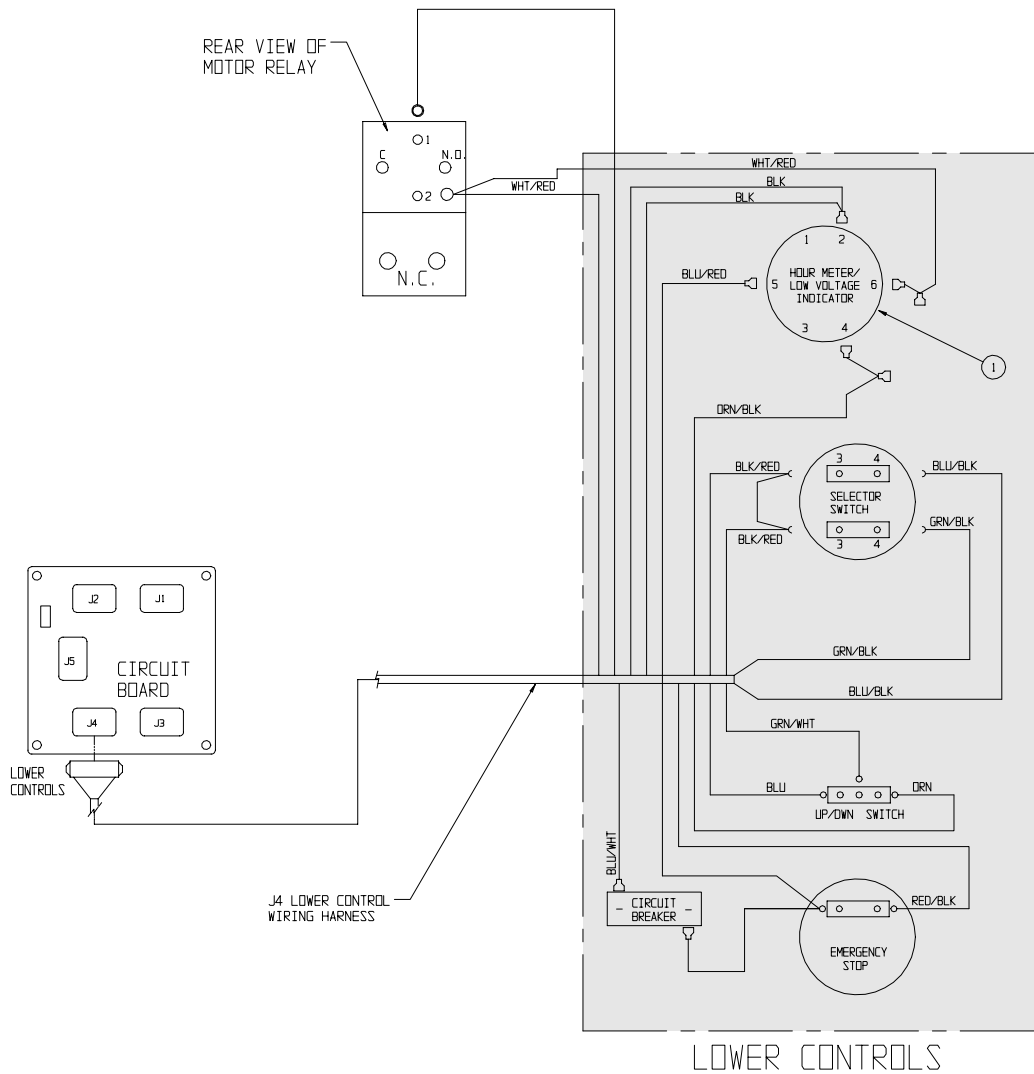 REAR VIEW OF
MOTOR RELAY
1
C
N.O.
2
N.C.
WHT/RED
WHT/RED
BLK
BLK
1 2
BLU/RED
5
HOUR METER/
LOW VOLTAGE
INDICATOR
6
3 4
1
ORN/BLK
BLK/RED
3 4
BLU/BLK
SELECTOR
SWITCH
GRN/BLK
BLK/RED
3 4
J2
J1
J5
CIRCUIT
BOARD
J4
J3
LOWER
CONTROLS
GRN/BLK
BLU/BLK
GRN/WHT
BLU
ORN
UP/DWN SWITCH
BLU/WHT
J4 LOWER CONTROL
WIRING HARNESS
- CIRCUIT -
BREAKER
RED/BLK
EMERGENCY
STOP
LOWER CONTROLS